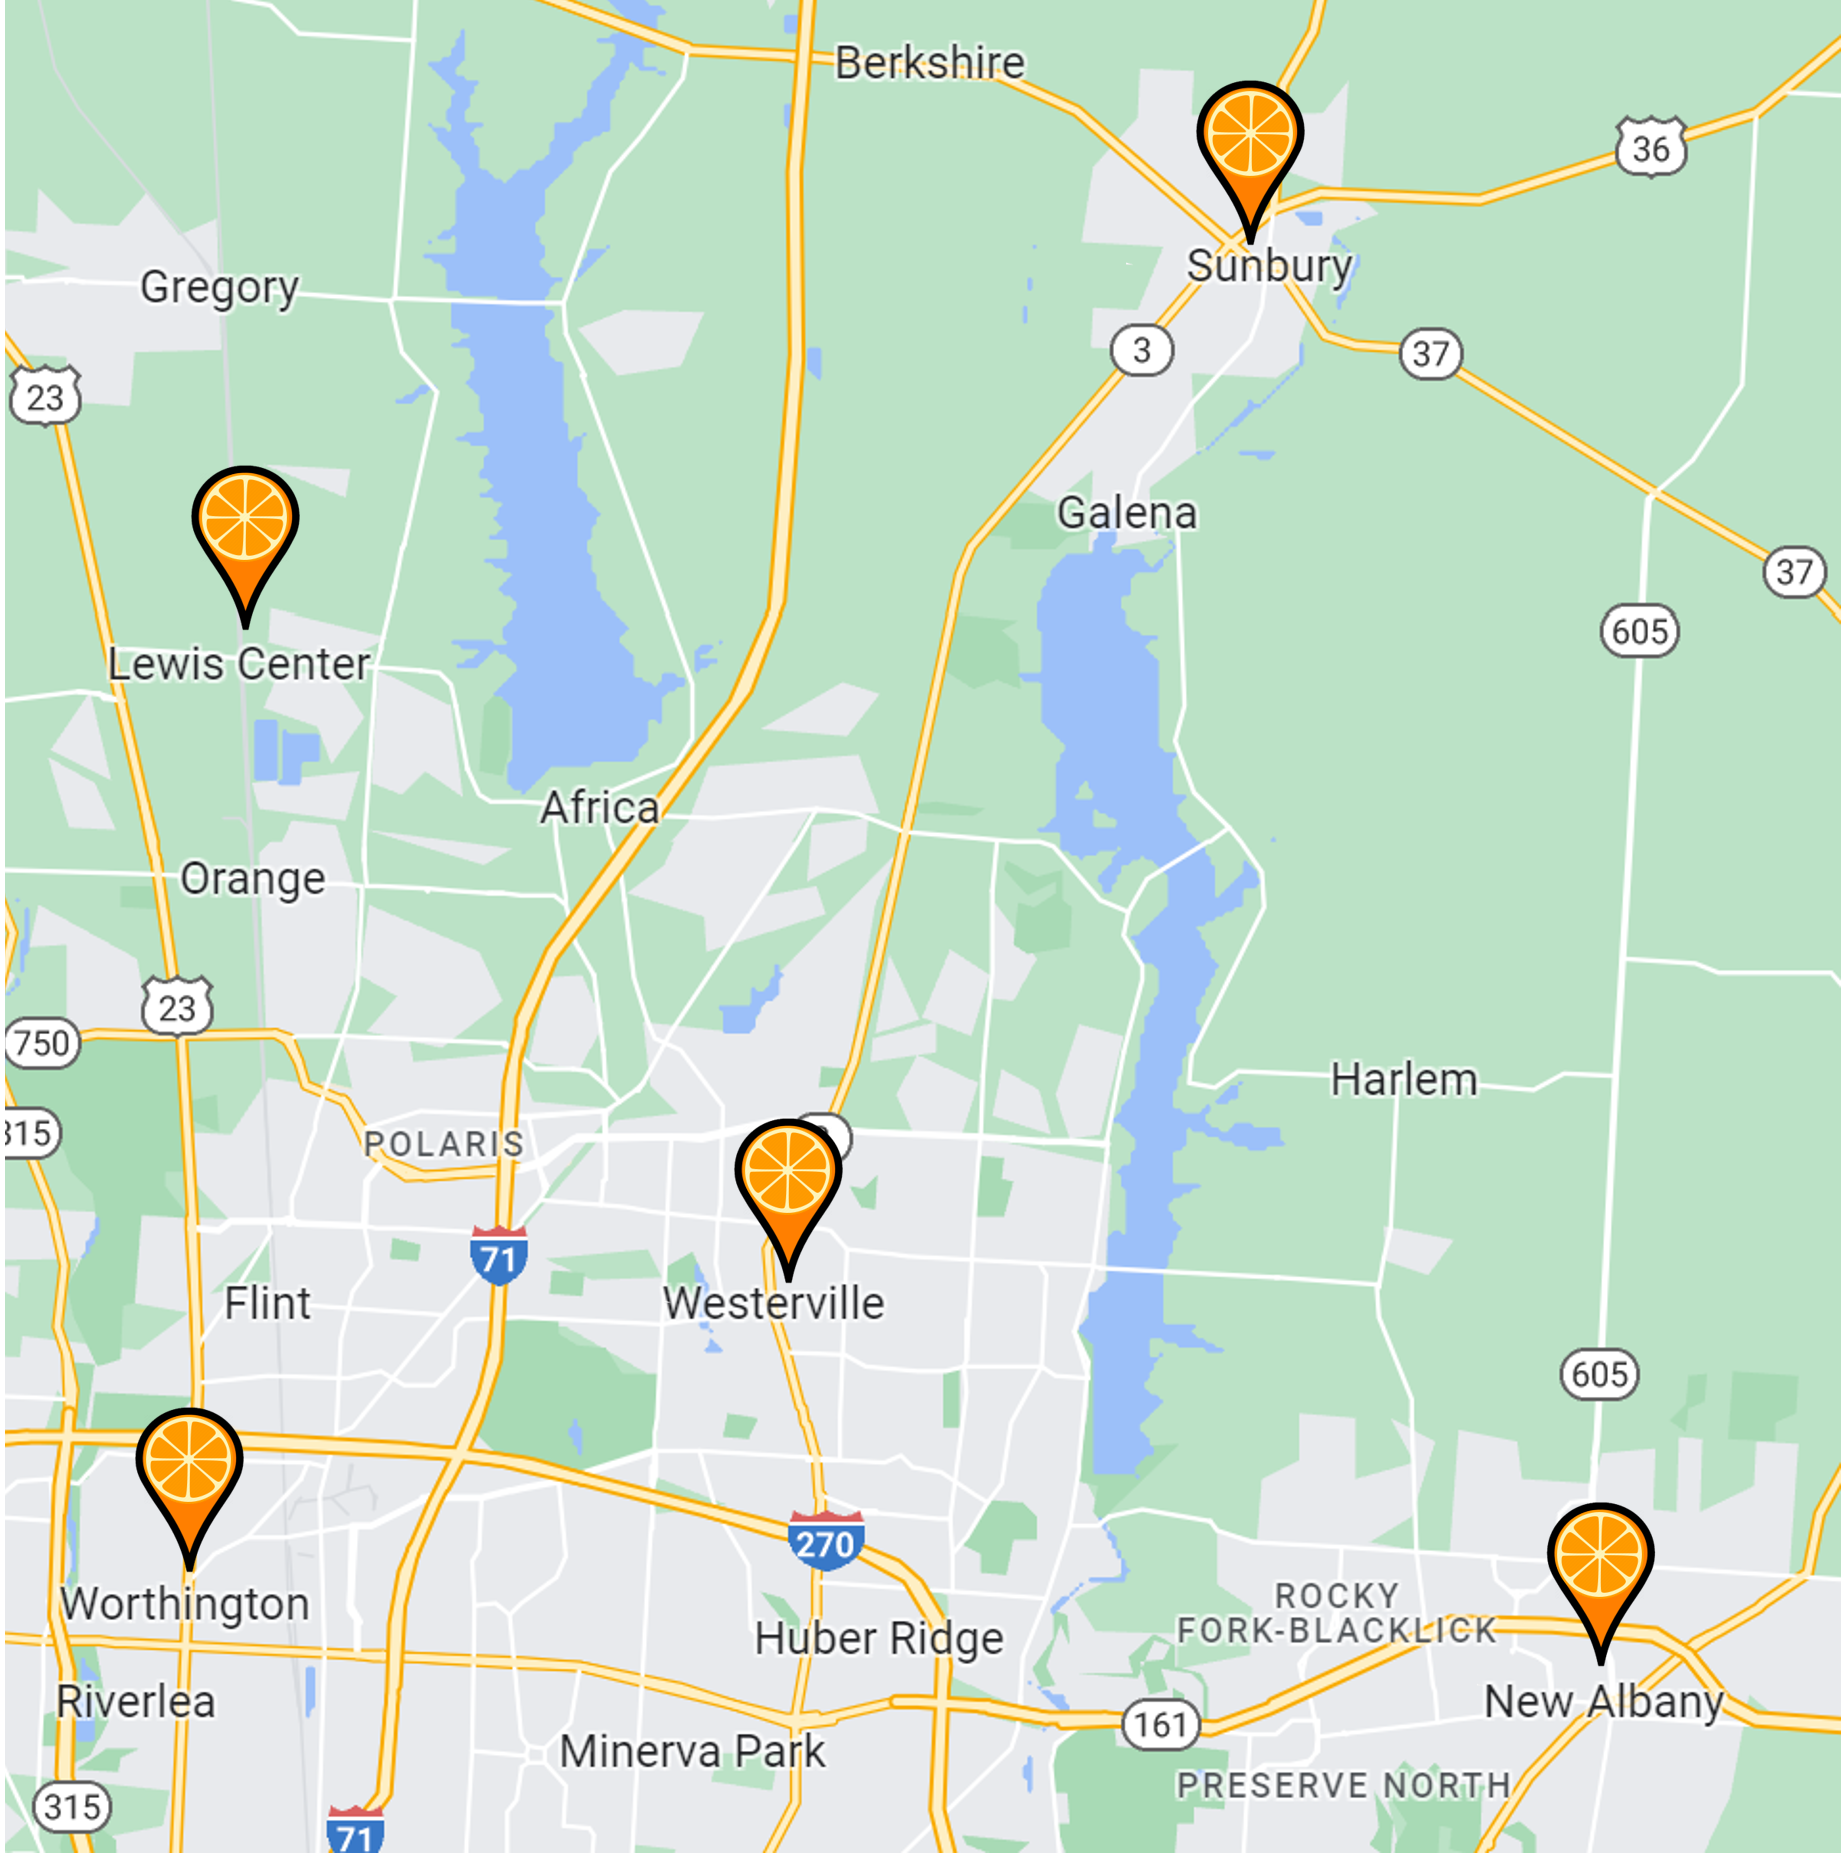 Berkshire
36
Sunbury
Gregory
3
37
23
Galena
37
605
Lewis Center
Africa
Orange
23
750
Harlem
315
POLARIS
71
Flint
Westerville
605
270
Worthington
ROCKY
FORK-BLACKLICK
Huber Ridge
Riverlea
New Albany
161
Minerva Park
PRESERVE NORTH
315
71